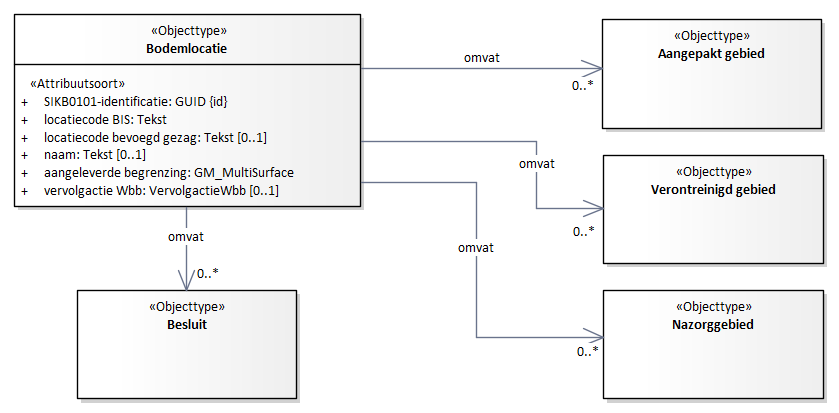 «Objecttype»
Bodemlocatie
«Attribuutsoort»
+ SIKB0101-identificatie: GUID {id}
+ locatiecode BIS: Tekst
+ locatiecode bevoegd gezag: Tekst [0..1]
+ naam: Tekst [0..1]
+ aangeleverde begrenzing: GM_MultiSurface
+ vervolgactie Wbb: VervolgactieWbb [0..1]
omvat
0..*
«Objecttype»
Aangepakt gebied
omvat
0..*
«Objecttype»
Verontreinigd gebied
omvat
0..*
«Objecttype»
Nazorggebied
omvat
0..*
«Objecttype»
Besluit